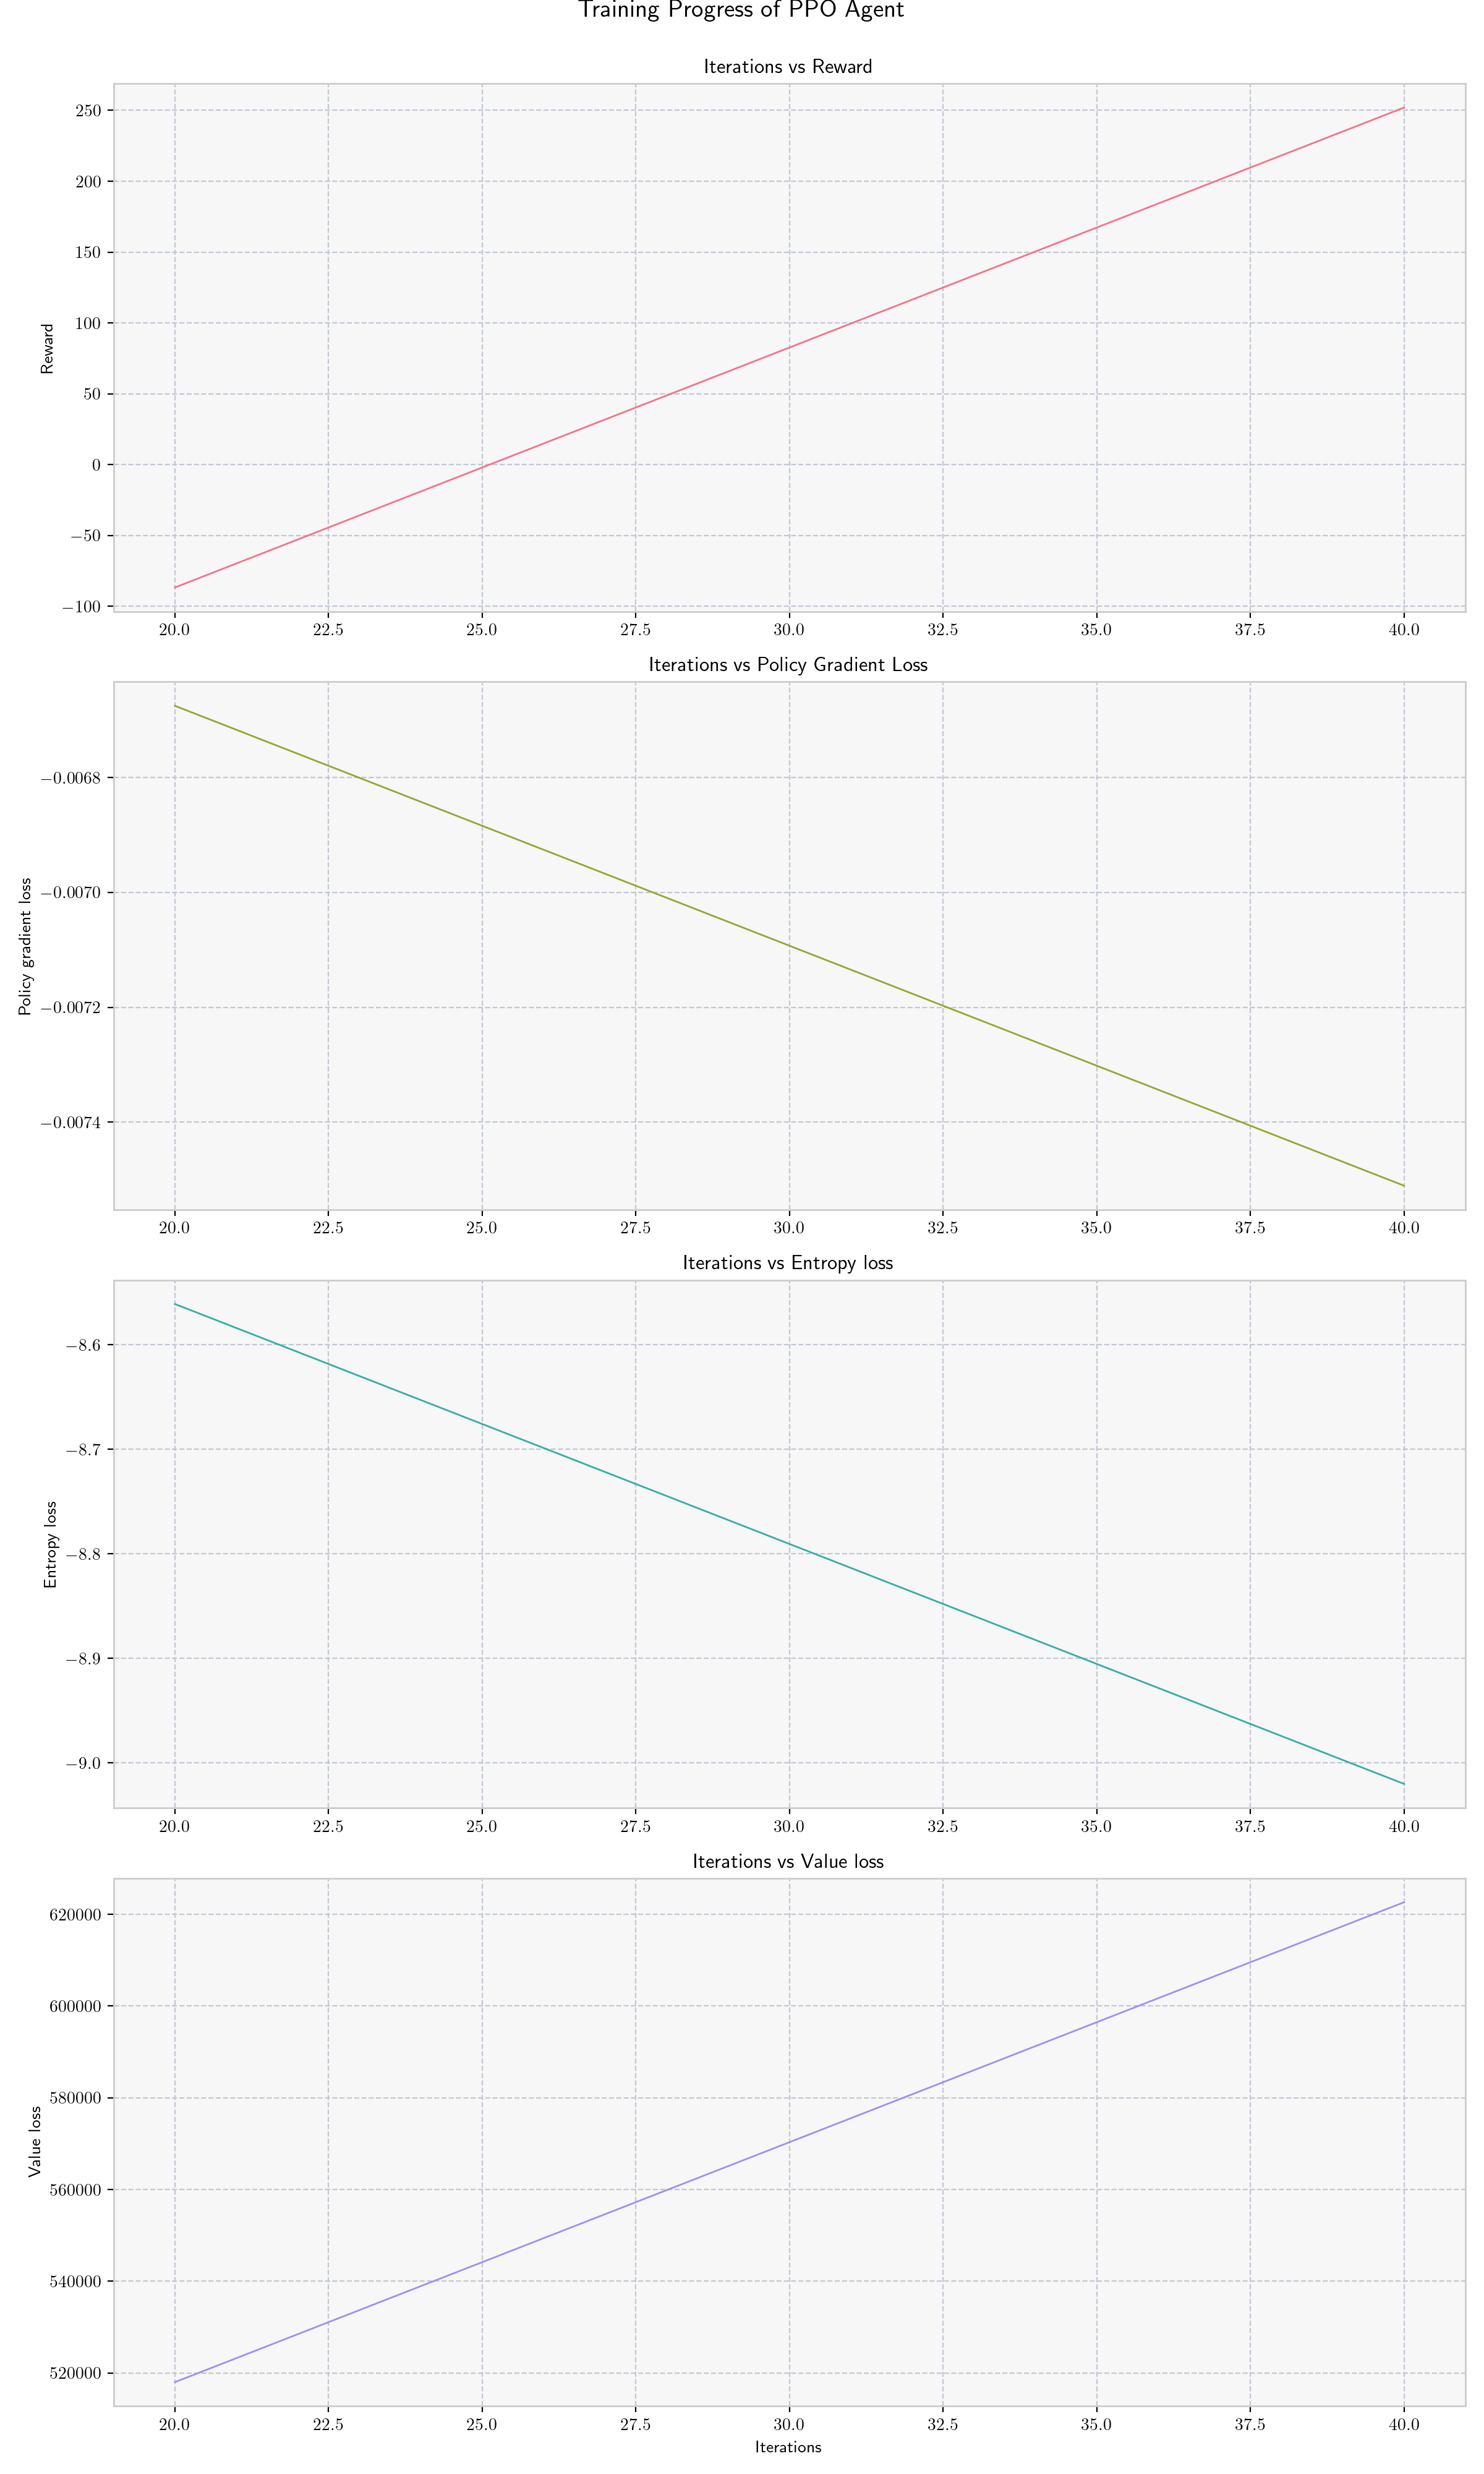 Training Progress of PPO Agent
Iterations vs Reward
250
200
150
100
50
0
−50
−100
Reward
20.0 22.5 25.0 27.5 30.0 32.5 35.0 37.5 40.0
Iterations vs Policy Gradient Loss
−0.0068
−0.0070
−0.0072
−0.0074
Policy gradient loss
20.0 22.5 25.0 27.5 30.0 32.5 35.0 37.5 40.0
Iterations vs Entropy loss
−8.6
−8.7
−8.8
−8.9
−9.0
Entropy loss
20.0 22.5 25.0 27.5 30.0 32.5 35.0 37.5 40.0
Iterations vs Value loss
620000
600000
580000
560000
540000
520000
Value loss
20.0 22.5 25.0 27.5 30.0 32.5 35.0 37.5 40.0
Iterations